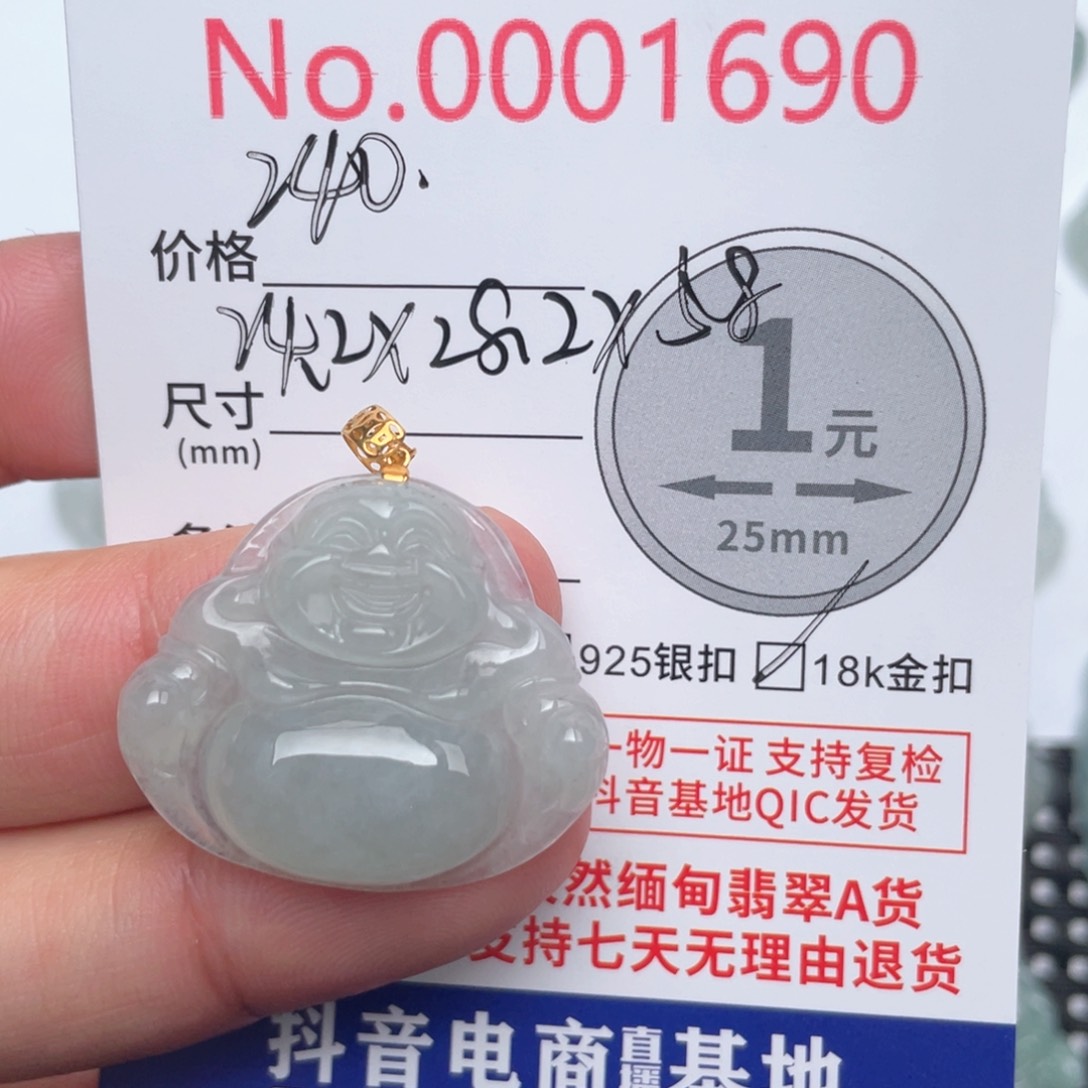 No.0001690
240.
价格
24.2X28.2X5.8
尺寸
(mm)
1元
25mm
925银扣 18k金扣
一物一证 支持复检
抖音基地QIC发货
然缅甸翡翠A货
支持七天无理由退货
抖音电商直播基地